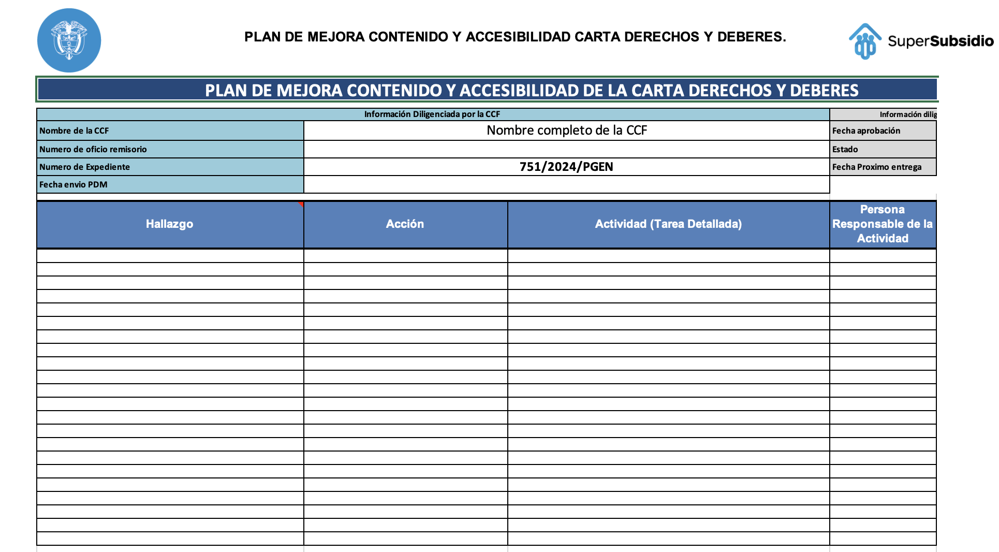 PLAN DE MEJORA CONTENIDO Y ACCESIBILIDAD CARTA DERECHOS Y DEBERES.
SuperSubsidio
PLAN DE MEJORA CONTENIDO Y ACCESIBILIDAD DE LA CARTA DERECHOS Y DEBERES
Información Diligenciada por la CCF
Información dilig
Nombre de la CCF
Nombre completo de la CCF
Fecha aprobación
Numero de oficio remisorio
Estado
Numero de Expediente
751/2024/PGEN
Fecha Proximo entrega
Fecha envio PDM
Hallazgo
Acción
Actividad (Tarea Detallada)
Persona
Responsable de la
Actividad